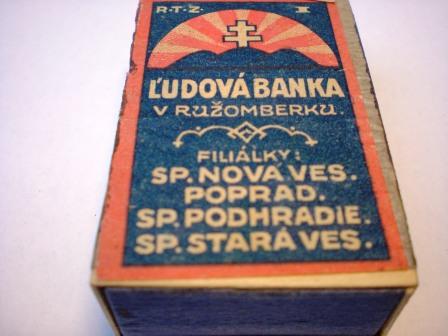 R·T·Z· I
ĽUDOVÁ BANKA
V RUŽOMBERKU.
FILIÁLKY:
SP. NOVÁ VES.
POPRAD.
SP. PODHRADIE.
SP. STARÁ VES.